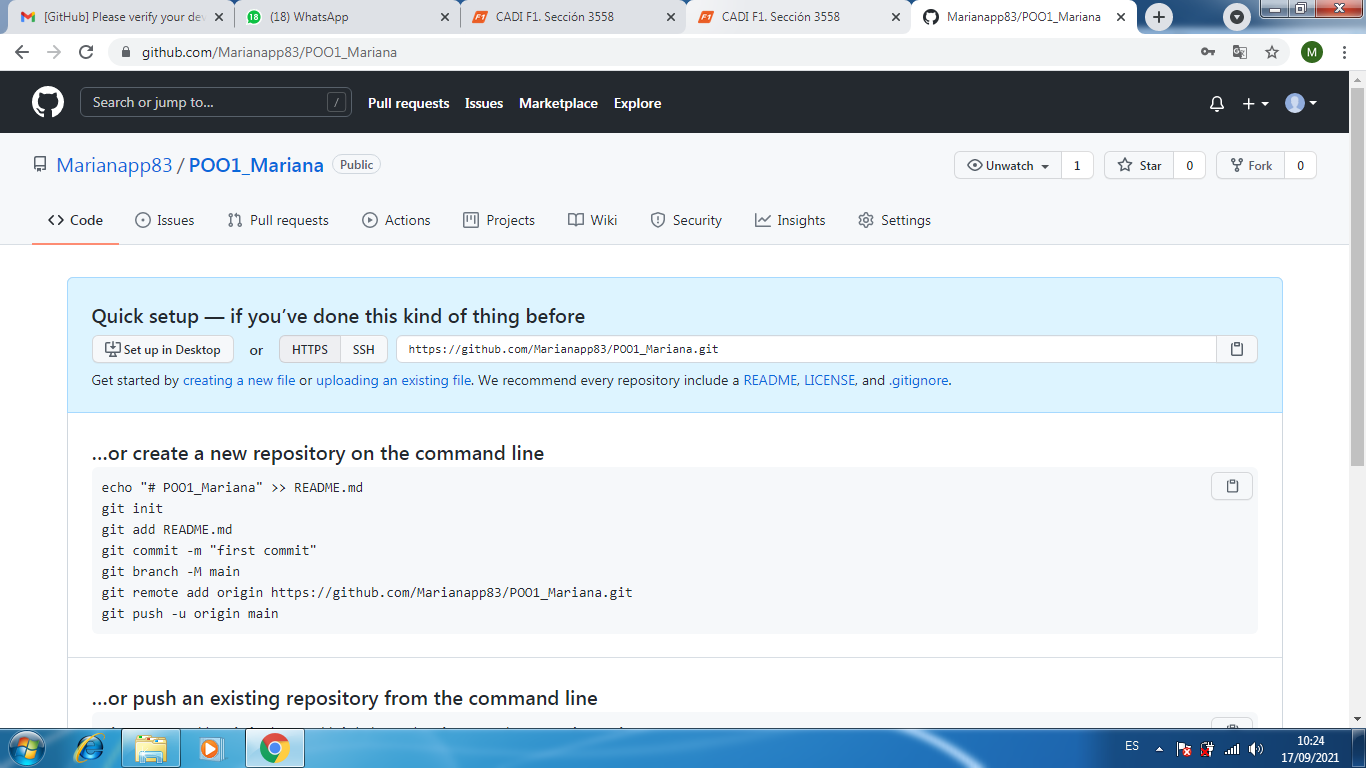 [GitHub] Please verify your dev
(18) WhatsApp
CADI F1. Sección 3558
CADI F1. Sección 3558
Marianapp83/POO1_Mariana
github.com/Marianapp83/POO1_Mariana
M
Search or jump to...
/
Pull requests
Issues
Marketplace
Explore
Marianapp83 / POO1_Mariana
Public
Unwatch
1
Star
0
Fork
0
Code
Issues
Pull requests
Actions
Projects
Wiki
Security
Insights
Settings
Quick setup — if you’ve done this kind of thing before
Set up in Desktop
or
HTTPS
SSH
https://github.com/Marianapp83/POO1_Mariana.git
Get started by creating a new file or uploading an existing file. We recommend every repository include a README, LICENSE, and .gitignore.
…or create a new repository on the command line
echo "# POO1_Mariana" >> README.md
git init
git add README.md
git commit -m "first commit"
git branch -M main
git remote add origin https://github.com/Marianapp83/POO1_Mariana.git
git push -u origin main
…or push an existing repository from the command line
ES
10:24
17/09/2021